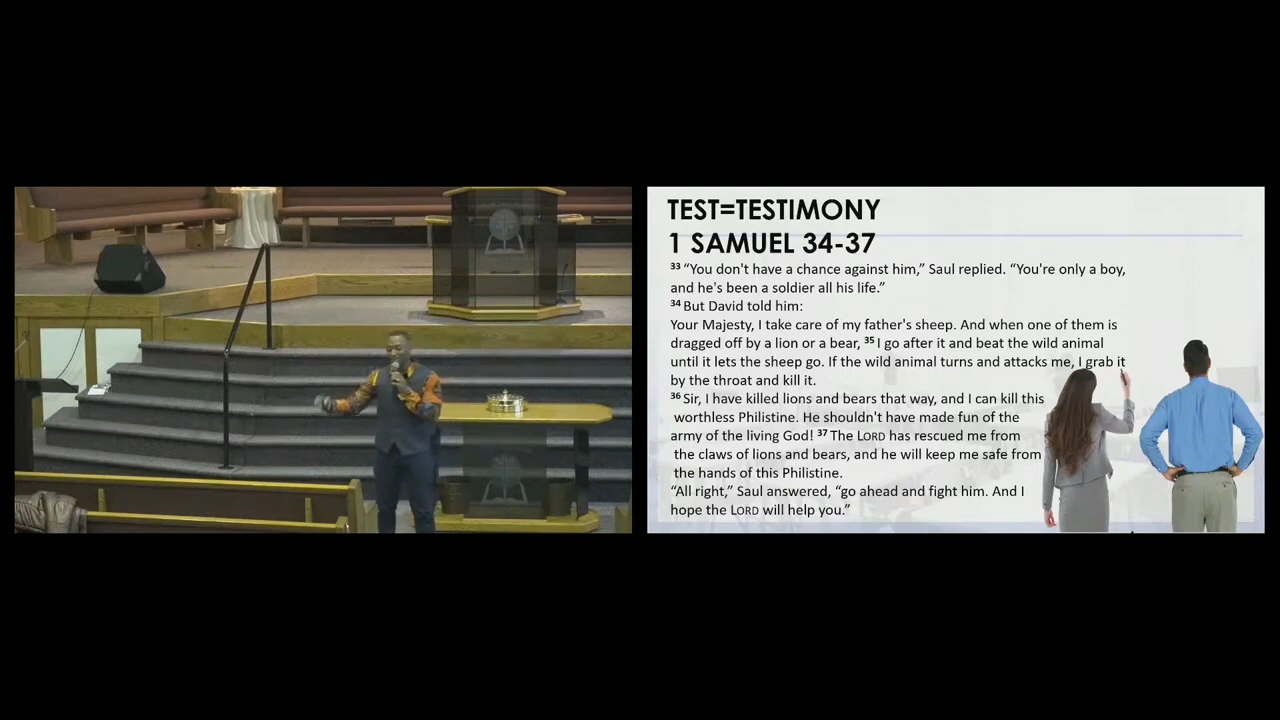 TEST=TESTIMONY
1 SAMUEL 34-37
33 “You don't have a chance against him,” Saul replied. “You're only a boy,
and he's been a soldier all his life.”
34 But David told him:
Your Majesty, I take care of my father's sheep. And when one of them is
dragged off by a lion or a bear, 35 I go after it and beat the wild animal
until it lets the sheep go. If the wild animal turns and attacks me, I grab it
by the throat and kill it.
36 Sir, I have killed lions and bears that way, and I can kill this
worthless Philistine. He shouldn't have made fun of the
army of the living God! 37 The LORD has rescued me from
the claws of lions and bears, and he will keep me safe from
the hands of this Philistine.
“All right,” Saul answered, “go ahead and fight him. And I
hope the LORD will help you.”